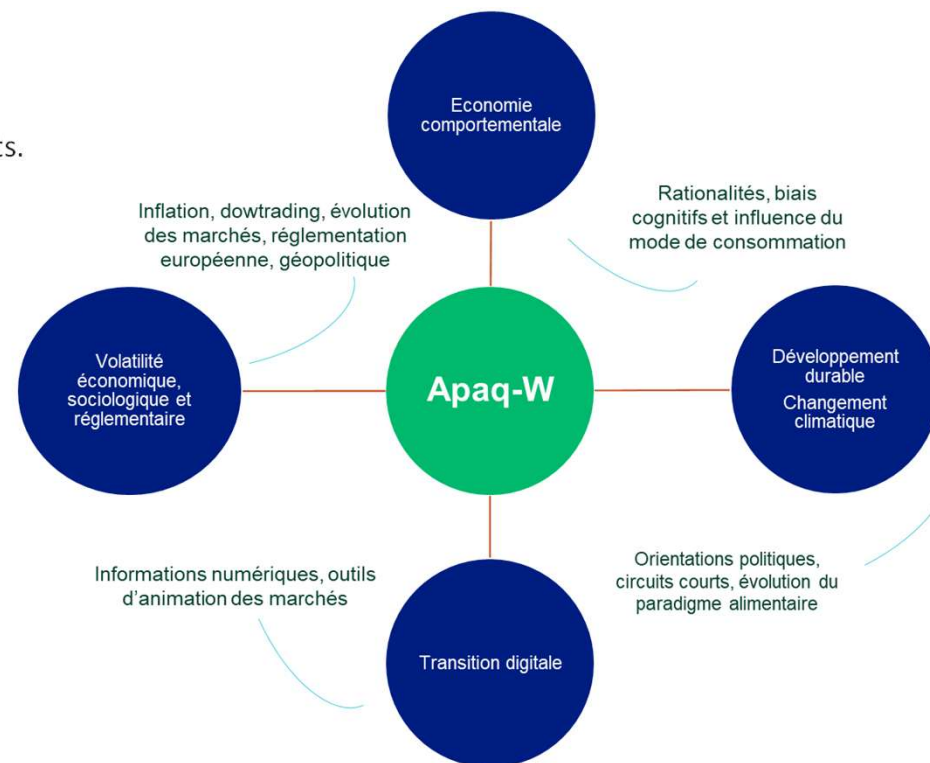 Economie
comportementale
Inflation, dowtrading, évolution
des marchés, réglementation
européenne, géopolitique
Rationalités, biais
cognitifs et influence du
mode de consommation
Volatilité
économique,
sociologique et
réglementaire
Apaq-W
Développement
durable
Changement
climatique
Informations numériques, outils
d’animation des marchés
Orientations politiques,
circuits courts, évolution du
paradigme alimentaire
Transition digitale